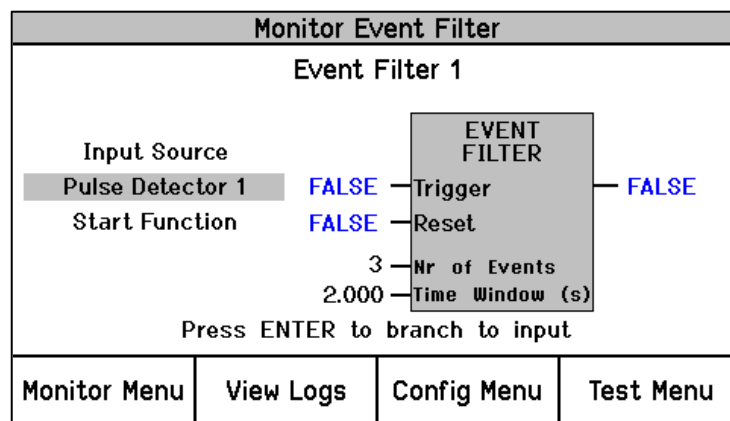 Monitor Event Filter
Event Filter 1
EVENT
FILTER
Input Source
Pulse Detector 1 FALSE Trigger FALSE
Start Function FALSE Reset
3 Nr of Events
2.000 Time Window (s)
Press ENTER to branch to input
Monitor Menu View Logs Config Menu Test Menu